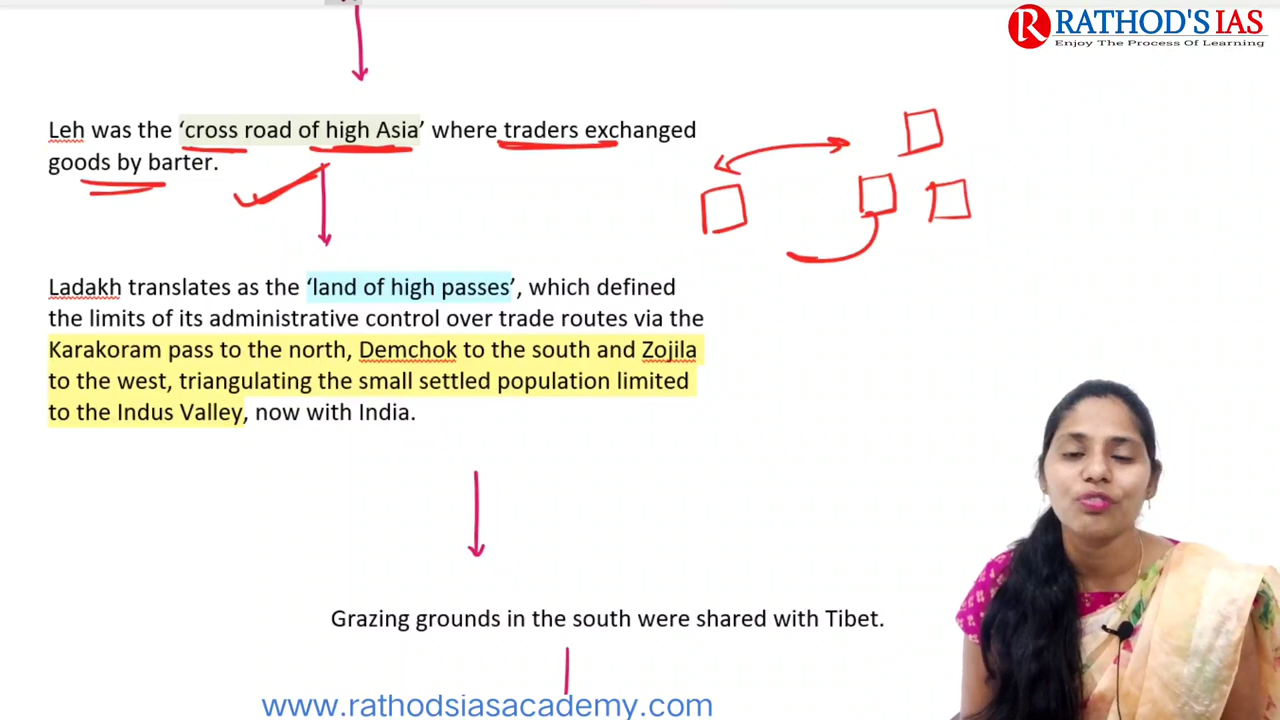 RATHOD'S IAS
Enjoy The Process Of Learning
Leh was the ‘cross road of high Asia’ where traders exchanged
goods by barter.
Ladakh translates as the ‘land of high passes’, which defined
the limits of its administrative control over trade routes via the
Karakoram pass to the north, Demchok to the south and Zojila
to the west, triangulating the small settled population limited
to the Indus Valley, now with India.
Grazing grounds in the south were shared with Tibet.
www.rathodsiasacademy.com